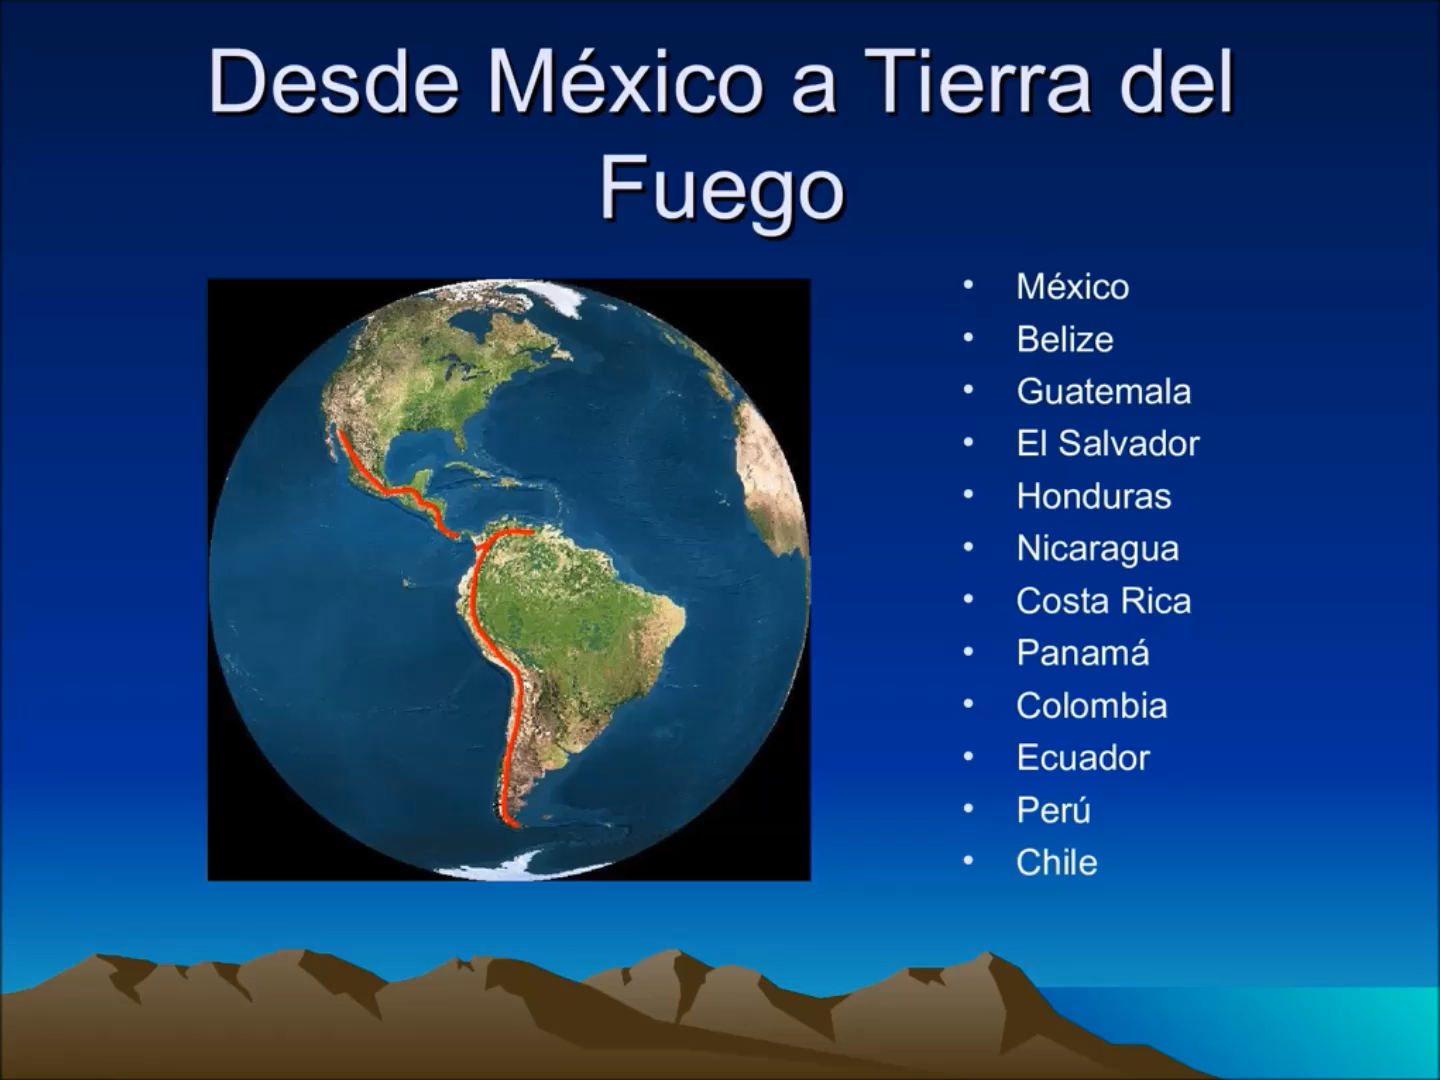 Desde México a Tierra del
Fuego
• México
• Belize
• Guatemala
• El Salvador
• Honduras
• Nicaragua
• Costa Rica
• Panamá
• Colombia
• Ecuador
• Perú
• Chile